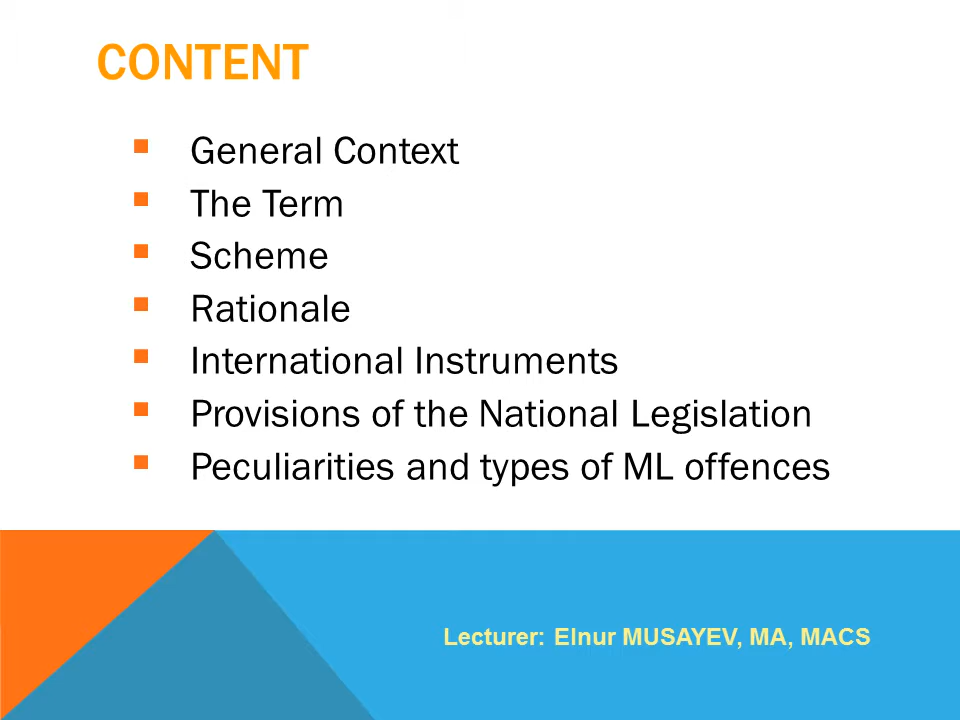 CONTENT
General Context
The Term
Scheme
Rationale
International Instruments
Provisions of the National Legislation
Peculiarities and types of ML offences
Lecturer: Elnur MUSAYEV, MA, MACS